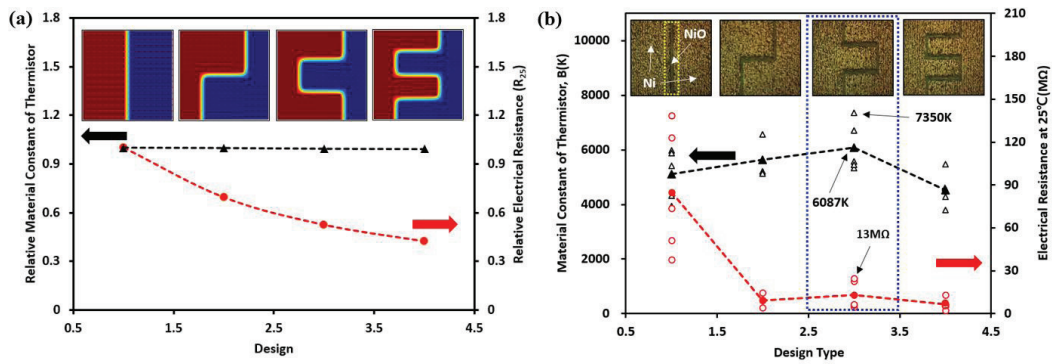 (a)
Relative Material Constant of Thermistor
1.8
1.5
1.2
0.9
0.6
0.3
0
1.8
1.5
1.2
0.9
0.6
0.3
0
Relative Electrical Resistance (R25)
0.5
1.5
2.5
3.5
4.5
Design
(b)
Material Constant of Thermistor, B(K)
10000
8000
6000
4000
2000
0
NiO
Ni
7350K
6087K
13MΩ
210
180
150
120
90
60
30
0
Electrical Resistance at 25℃(MΩ)
0.5
1.5
2.5
3.5
4.5
Design Type